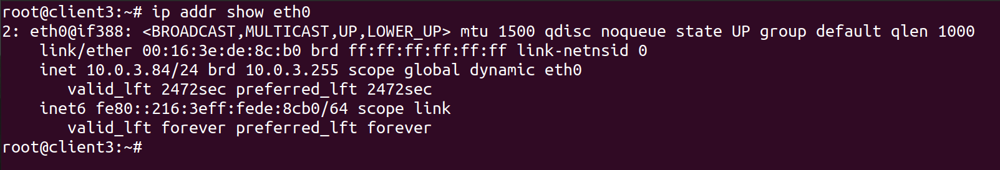 root@client3:~# ip addr show eth0
2: eth0@if388: <BROADCAST,MULTICAST,UP,LOWER_UP> mtu 1500 qdisc noqueue state UP group default qlen 1000
    link/ether 00:16:3e:de:8c:b0 brd ff:ff:ff:ff:ff:ff link-netnsid 0
    inet 10.0.3.84/24 brd 10.0.3.255 scope global dynamic eth0
       valid_lft 2472sec preferred_lft 2472sec
    inet6 fe80::216:3eff:fede:8cb0/64 scope link
       valid_lft forever preferred_lft forever
root@client3:~#